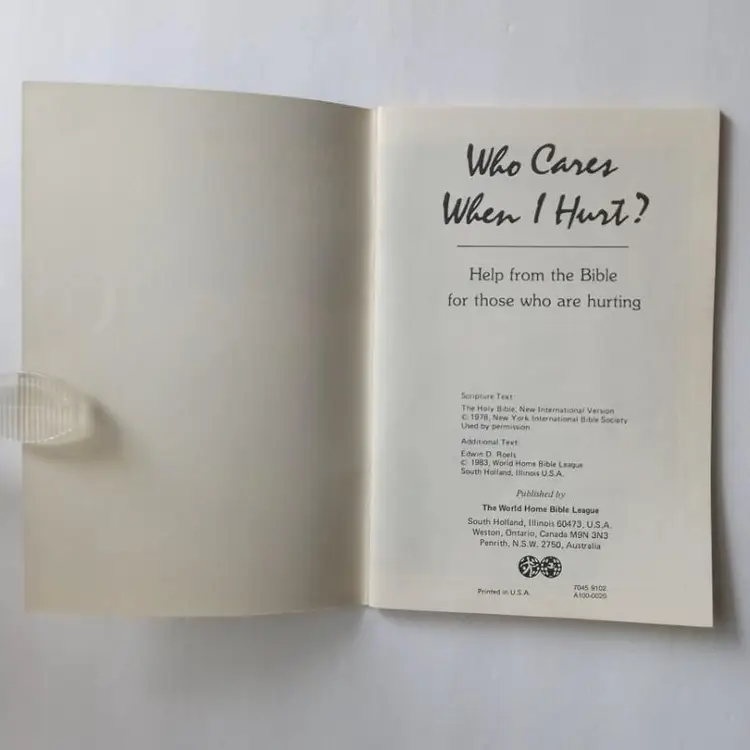 Who Cares
When I Hurt?
Help from the Bible
for those who are hurting
Scripture Text:
The Holy Bible, New International Version
© 1978, New York International Bible Society
Used by permission.
Additional Text:
Edwin D. Roels
© 1983, World Home Bible League
South Holland, Illinois U.S.A.
Published by
The World Home Bible League
South Holland, Illinois 60473, U.S.A.
Weston, Ontario, Canada M9N 3N3
Penrith, N.S.W. 2750, Australia
Printed in U.S.A.
7045 9102
A100-0020